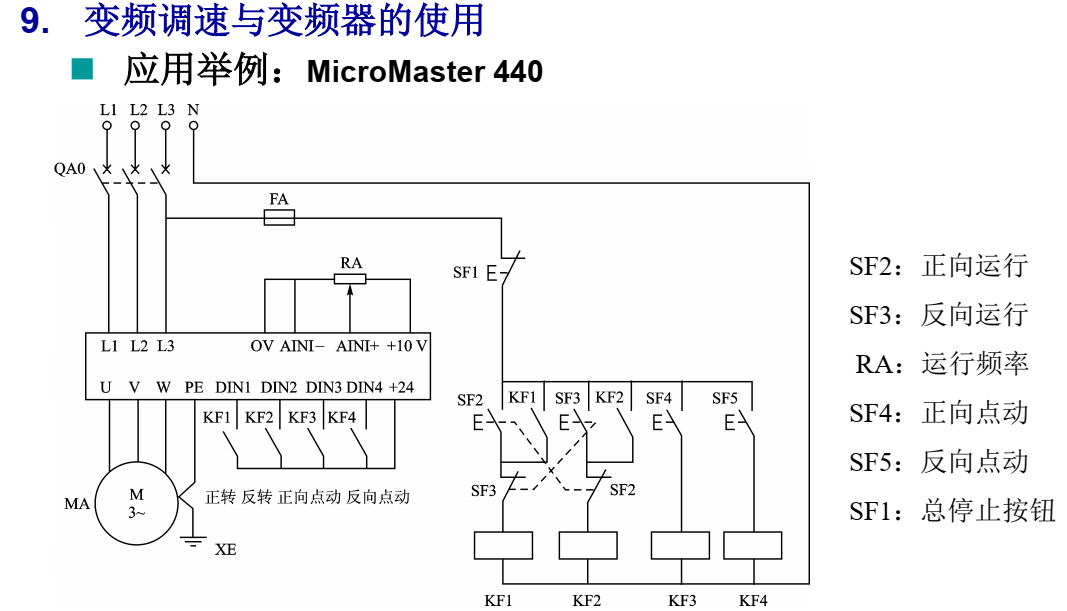 9. 变频调速与变频器的使用
■ 应用举例：MicroMaster 440
L1 L2 L3 N
QA0
FA
RA
SF1
SF2：正向运行
SF3：反向运行
RA：运行频率
SF4：正向点动
SF5：反向点动
SF1：总停止按钮
L1 L2 L3 OV AINI− AINI+ +10 V
U V W PE DIN1 DIN2 DIN3 DIN4 +24
SF2 KF1 SF3 KF2 SF4 SF5
KF1 KF2 KF3 KF4
SF3 SF2
MA M 3~ 正转 反转 正向点动 反向点动
XE
KF1 KF2 KF3 KF4